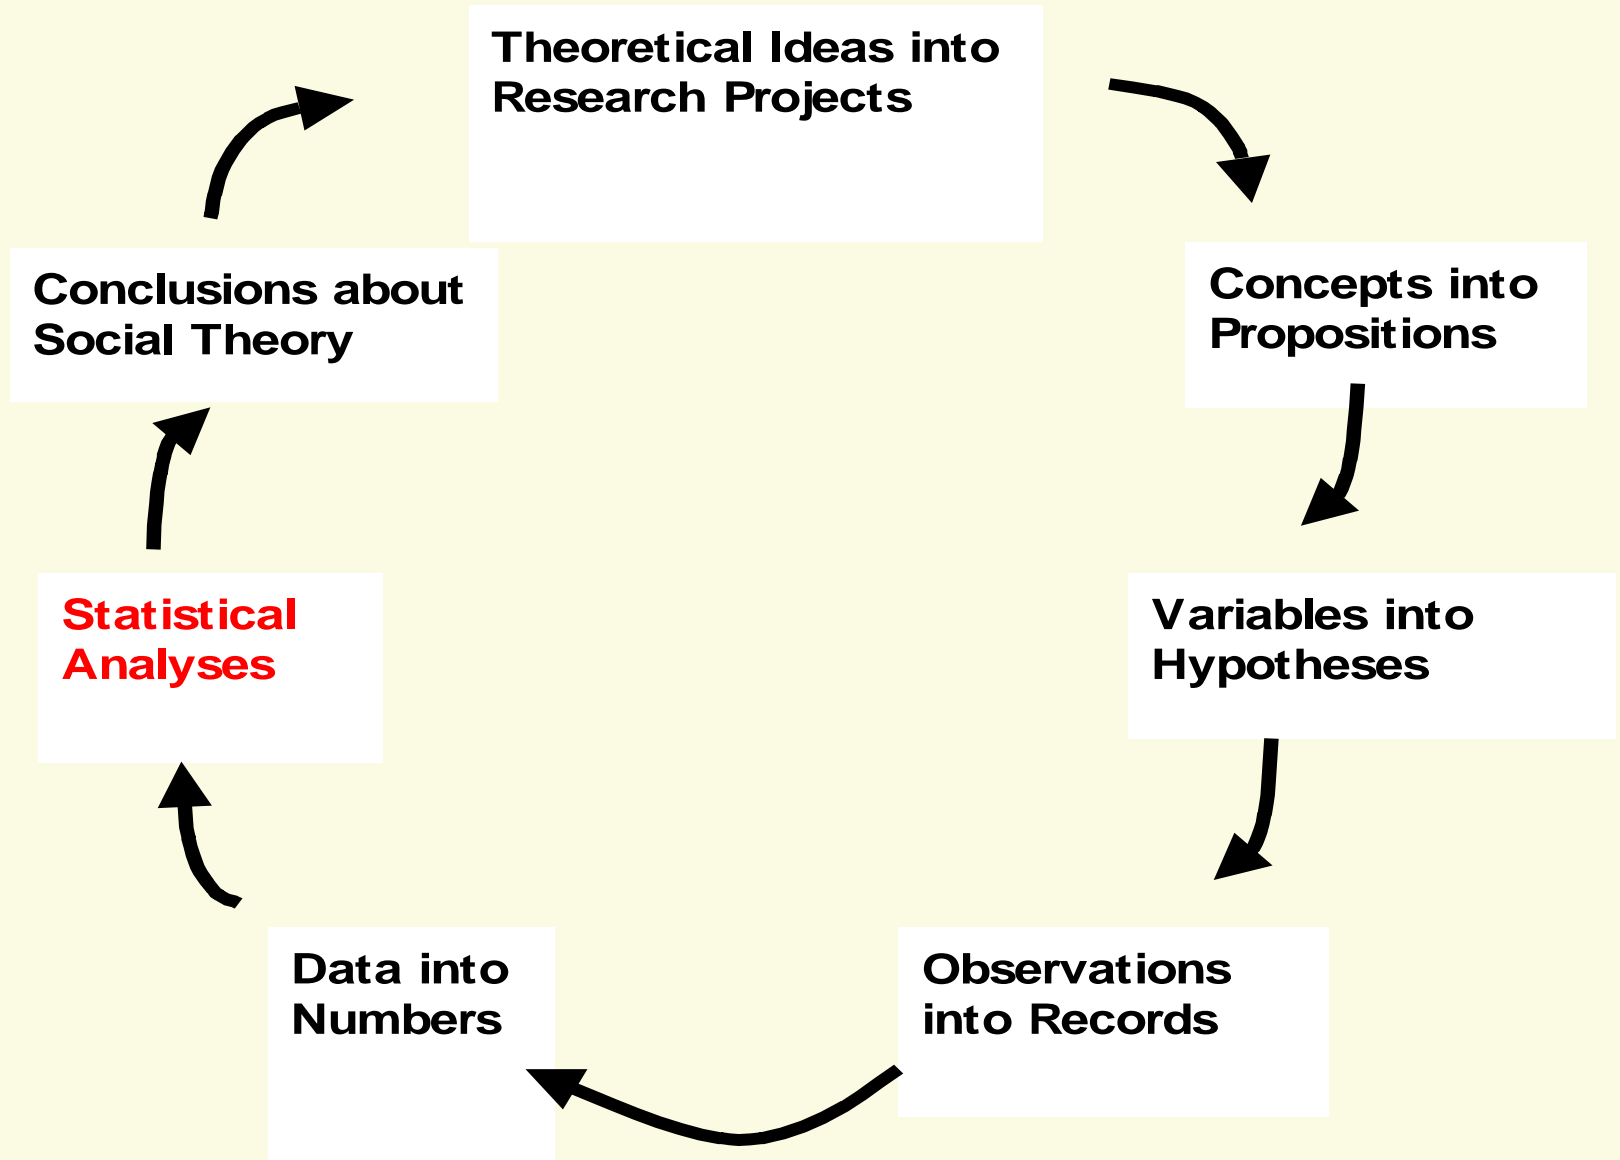 Theoretical Ideas into
Research Projects
Concepts into
Propositions
Variables into
Hypotheses
Observations
into Records
Data into
Numbers
Statistical
Analyses
Conclusions about
Social Theory